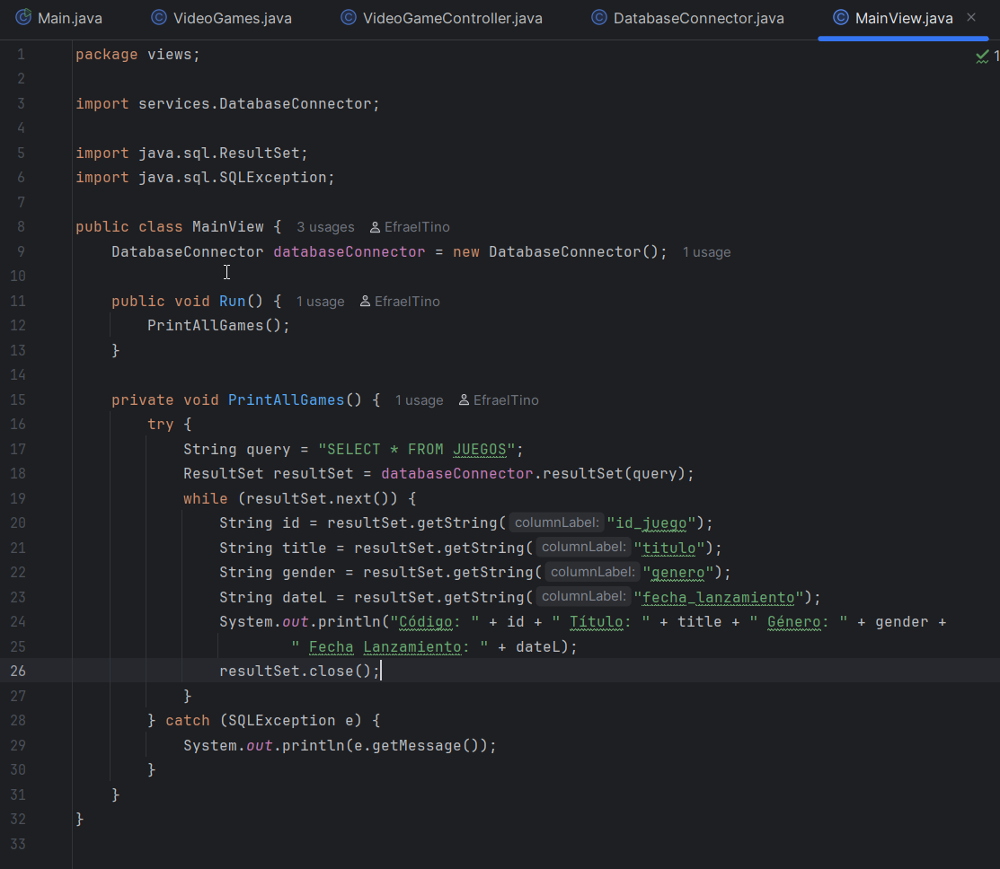 Main.java VideoGames.java VideoGameController.java DatabaseConnector.java MainView.java
1 package views; 1
2
3 import services.DatabaseConnector;
4
5 import java.sql.ResultSet;
6 import java.sql.SQLException;
7
8 public class MainView { 3 usages EfraelTino
9 DatabaseConnector databaseConnector = new DatabaseConnector(); 1 usage
10
11 public void Run() { 1 usage EfraelTino
12 PrintAllGames();
13 }
14
15 private void PrintAllGames() { 1 usage EfraelTino
16 try {
17 String query = "SELECT * FROM JUEGOS";
18 ResultSet resultSet = databaseConnector.resultSet(query);
19 while (resultSet.next()) {
20 String id = resultSet.getString( columnLabel: "id_juego");
21 String title = resultSet.getString( columnLabel: "titulo");
22 String gender = resultSet.getString( columnLabel: "genero");
23 String dateL = resultSet.getString( columnLabel: "fecha_lanzamiento");
24 System.out.println("Código: " + id + " Título: " + title + " Género: " + gender +
25 " Fecha Lanzamiento: " + dateL);
26 resultSet.close();
27 }
28 } catch (SQLException e) {
29 System.out.println(e.getMessage());
30 }
31 }
32 }
33